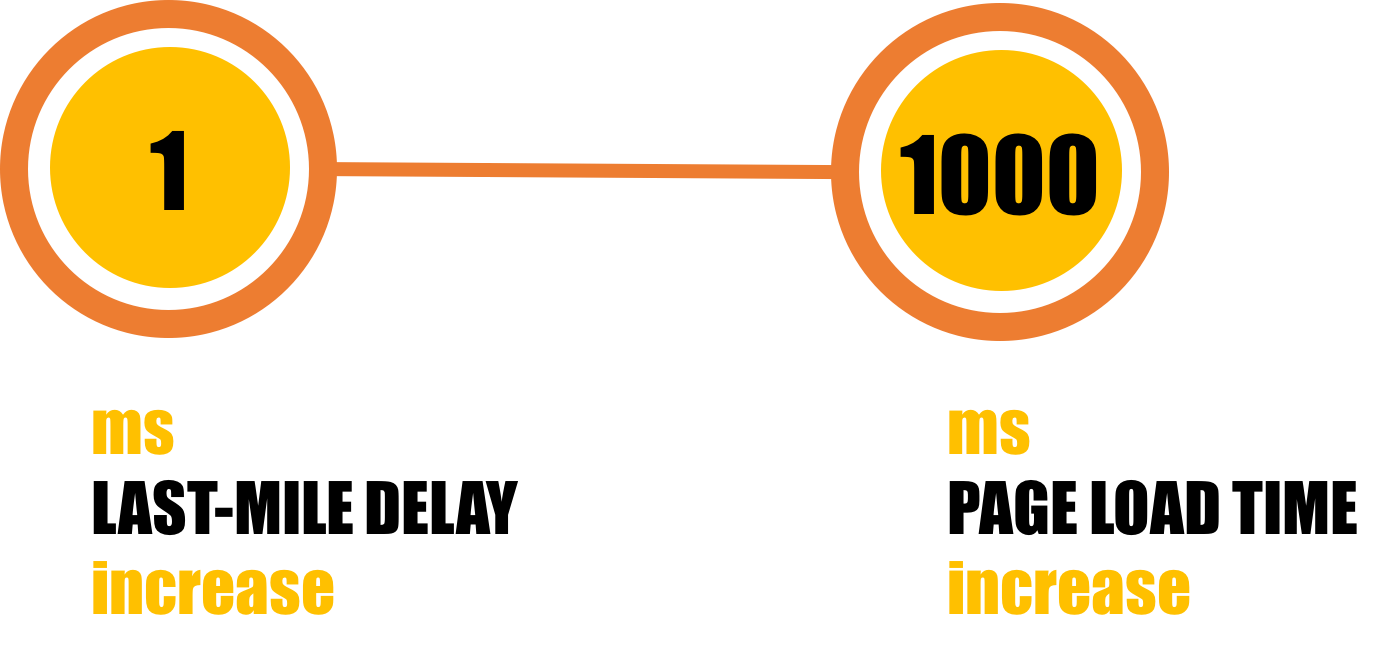 1
1000
ms
LAST-MILE DELAY
increase
ms
PAGE LOAD TIME
increase